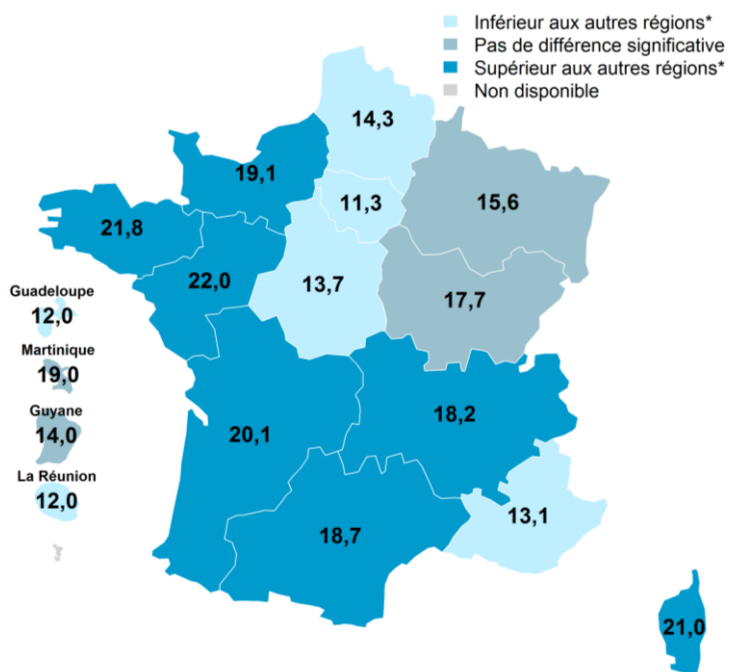 Inférieur aux autres régions*
Pas de différence significative
Supérieur aux autres régions*
Non disponible
14,3
19,1
11,3
15,6
21,8
22,0
13,7
17,7
Guadeloupe
12,0
Martinique
19,0
Guyane
14,0
La Réunion
12,0
20,1
18,2
13,1
18,7
21,0